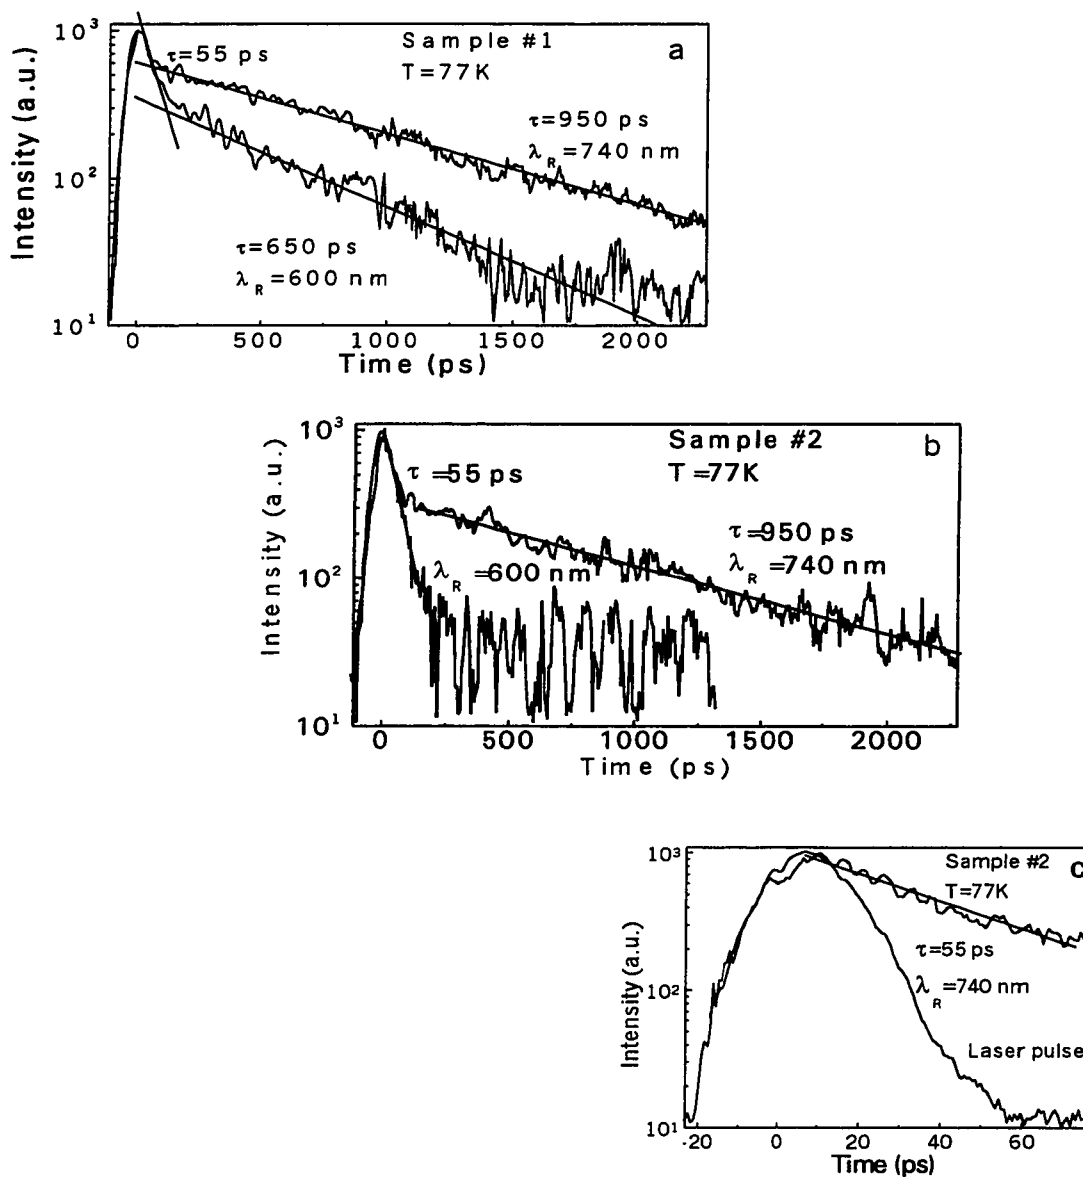 Sample #1
a
T=77K
τ=55 ps
τ=950 ps
λR=740 nm
τ=650 ps
λR=600 nm
Intensity (a.u.)
10³
10²
10¹
0 500 1000 1500 2000
Time (ps)
Sample #2
b
T=77K
τ=55 ps
τ=950 ps
λR=740 nm
λR=600 nm
Intensity (a.u.)
10³
10²
10¹
0 500 1000 1500 2000
Time (ps)
Sample #2
c
T=77K
τ=55 ps
λR=740 nm
Laser pulse
Intensity (a.u.)
10³
10²
10¹
-20 0 20 40 60
Time (ps)